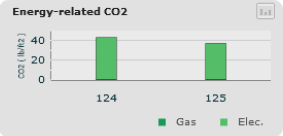 Energy-related CO2
CO2 ( lb/ft2 )
40
20
0
124
125
Gas
Elec.